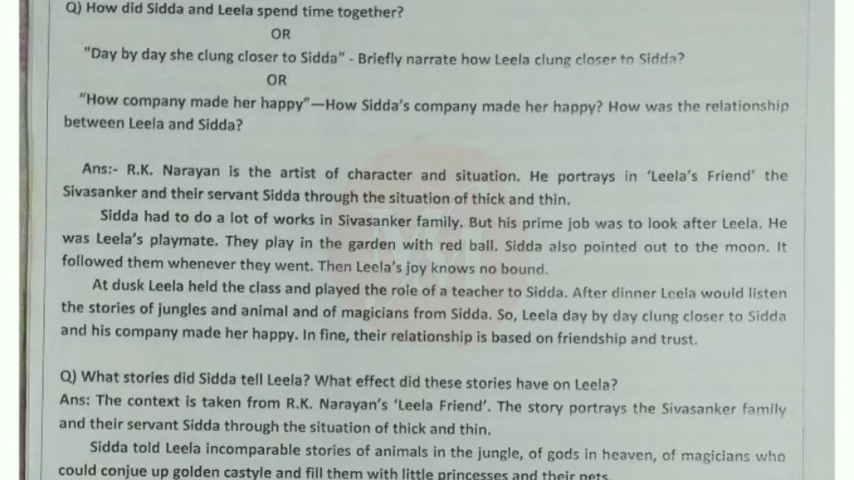 Q) How did Sidda and Leela spend time together?
OR
“Day by day she clung closer to Sidda” - Briefly narrate how Leela clung closer to Sidda?
OR
“How company made her happy”—How Sidda’s company made her happy? How was the relationship
between Leela and Sidda?
Ans:- R.K. Narayan is the artist of character and situation. He portrays in ‘Leela’s Friend’ the
Sivasanker and their servant Sidda through the situation of thick and thin.
Sidda had to do a lot of works in Sivasanker family. But his prime job was to look after Leela. He
was Leela’s playmate. They play in the garden with red ball. Sidda also pointed out to the moon. It
followed them whenever they went. Then Leela’s joy knows no bound.
At dusk Leela held the class and played the role of a teacher to Sidda. After dinner Leela would listen
the stories of jungles and animal and of magicians from Sidda. So, Leela day by day clung closer to Sidda
and his company made her happy. In fine, their relationship is based on friendship and trust.
Q) What stories did Sidda tell Leela? What effect did these stories have on Leela?
Ans: The context is taken from R.K. Narayan’s ‘Leela Friend’. The story portrays the Sivasanker family
and their servant Sidda through the situation of thick and thin.
Sidda told Leela incomparable stories of animals in the jungle, of gods in heaven, of magicians who
could conjue up golden castyle and fill them with little princesses and their pets.